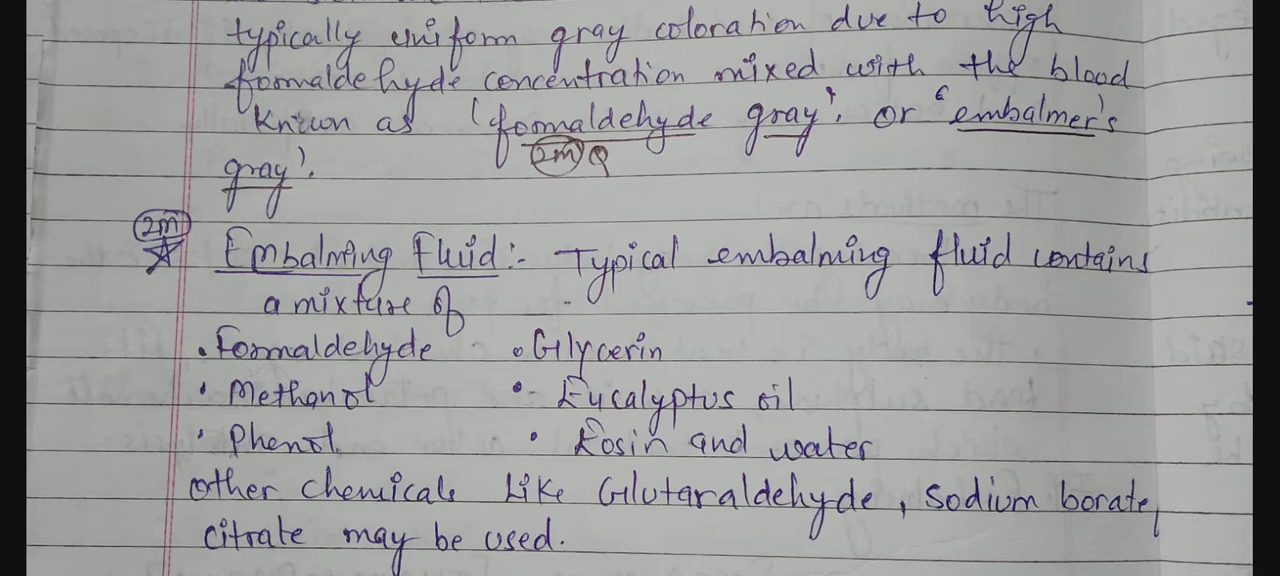 typically uniform gray coloration due to high
formaldehyde concentration mixed with the blood
known as 'formaldehyde gray'. or 'embalmer's
2m Q
gray'.
2m
Embalming Fluid :- Typical embalming fluid contains
a mixture of
• Formaldehyde • Glycerin
• Methanol • Eucalyptus oil
• Phenol. • Eosin and water
other chemicals like Glutaraldehyde, sodium borate,
citrate may be used.